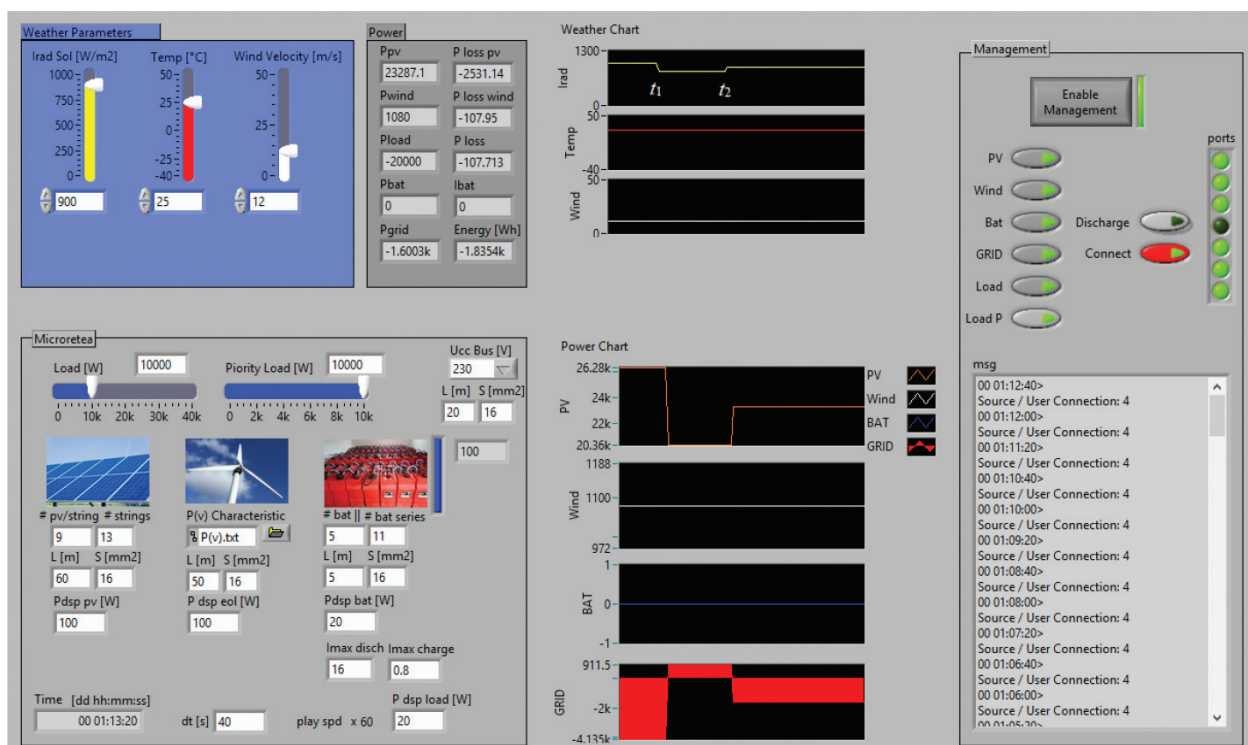 Weather Parameters
Irad Sol [W/m2] Temp [°C] Wind Velocity [m/s]
1000 50 50
750 25
500 0 25
250 -25
0 -40 0
900 25 12
Power
Ppv P loss pv
23287.1 -2531.14
Pwind P loss wind
1080 -107.95
Pload P loss
-20000 -107.713
Pbat Ibat
0 0
Pgrid Energy [Wh]
-1.6003k -1.8354k
Weather Chart
1300
Irad
t1 t2
0
50
Temp
-40
50
Wind
0
Management
Enable
Management
ports
PV
Wind
Bat Discharge
GRID Connect
Load
Load P
msg
00 01:12:40>
Source / User Connection: 4
00 01:12:00>
Source / User Connection: 4
00 01:11:20>
Source / User Connection: 4
00 01:10:40>
Source / User Connection: 4
00 01:10:00>
Source / User Connection: 4
00 01:09:20>
Source / User Connection: 4
00 01:08:40>
Source / User Connection: 4
00 01:08:00>
Source / User Connection: 4
00 01:07:20>
Source / User Connection: 4
00 01:06:40>
Source / User Connection: 4
00 01:06:00>
Source / User Connection: 4
00 01:05:20>
Microretea
Load [W] 10000 Piority Load [W] 10000
0 10k 20k 30k 40k 0 2k 4k 6k 8k 10k
Ucc Bus [V]
230
L [m] S [mm2]
20 16
100
# pv/string # strings
9 13
L [m] S [mm2]
60 16
Pdsp pv [W]
100
P(v) Characteristic
P(v).txt
L [m] S [mm2]
50 16
P dsp eol [W]
100
# bat || # bat series
5 11
L [m] S [mm2]
5 16
Pdsp bat [W]
20
Imax disch Imax charge
16 0.8
Time [dd hh:mm:ss]
00 01:13:20
dt [s] 40
play spd x 60
P dsp load [W]
20
Power Chart
26.28k
24k
PV
22k
20.36k
PV
Wind
BAT
GRID
1188
Wind
1100
972
1
BAT
0
-1
911.5
GRID
-2k
-4.135k